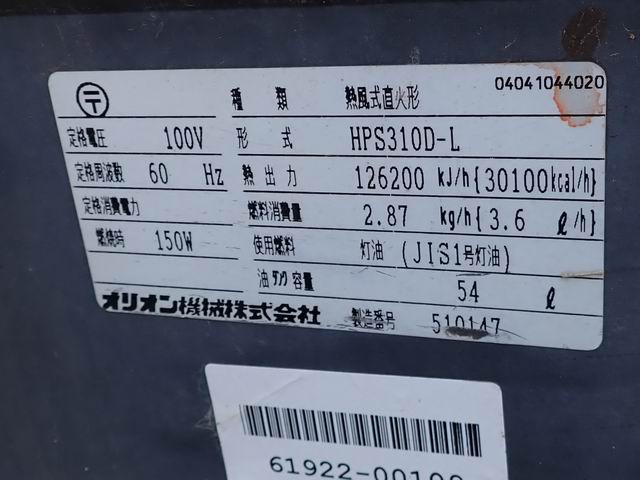 04041044020
〒 種類 熱風式直火形
定格電圧 100V 形式 HPS310D-L
定格周波数 60 Hz 熱出力 126200 kJ/h{30100kcal/h}
定格消費電力 燃料消費量 2.87 kg/h{3.6 ℓ/h}
燃焼時 150W 使用燃料 灯油 (JIS1号灯油)
油タンク容量 54 ℓ
オリオン機械株式会社 製造番号 510147